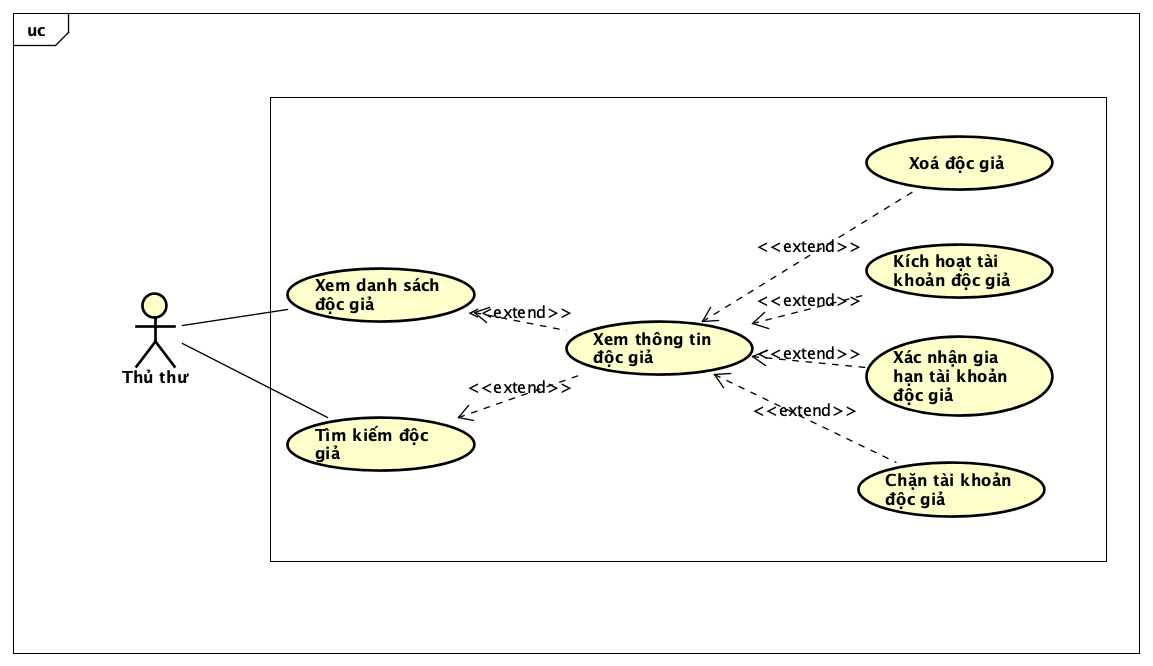 uc
Xoá độc giả
<<extend>>
Kích hoạt tài
khoản độc giả
<<extend>>
Xem danh sách
độc giả
<<extend>>
Xem thông tin
độc giả
<<extend>>
Xác nhận gia
hạn tài khoản
độc giả
Thủ thư
<<extend>>
<<extend>>
Tìm kiếm độc
giả
Chặn tài khoản
độc giả